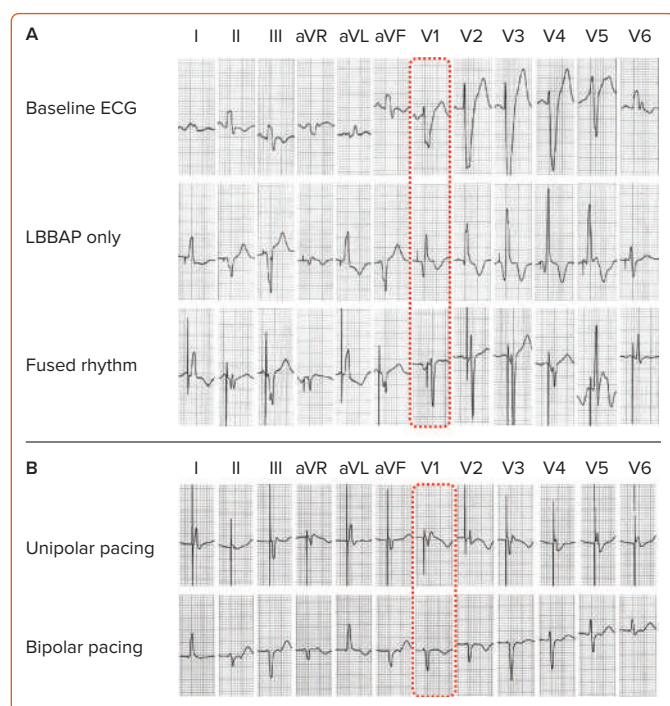 A I II III aVR aVL aVF V1 V2 V3 V4 V5 V6
Baseline ECG
LBBAP only
Fused rhythm
B I II III aVR aVL aVF V1 V2 V3 V4 V5 V6
Unipolar pacing
Bipolar pacing